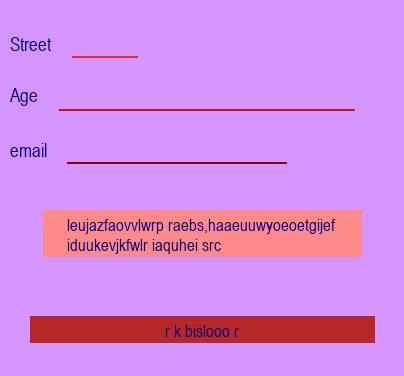 Street
Age
email
leujazfaovvlwrp raebs,haaeuuwyoeoetgijef
iduukevjkfwlr iaquhei src
r k bislooo r